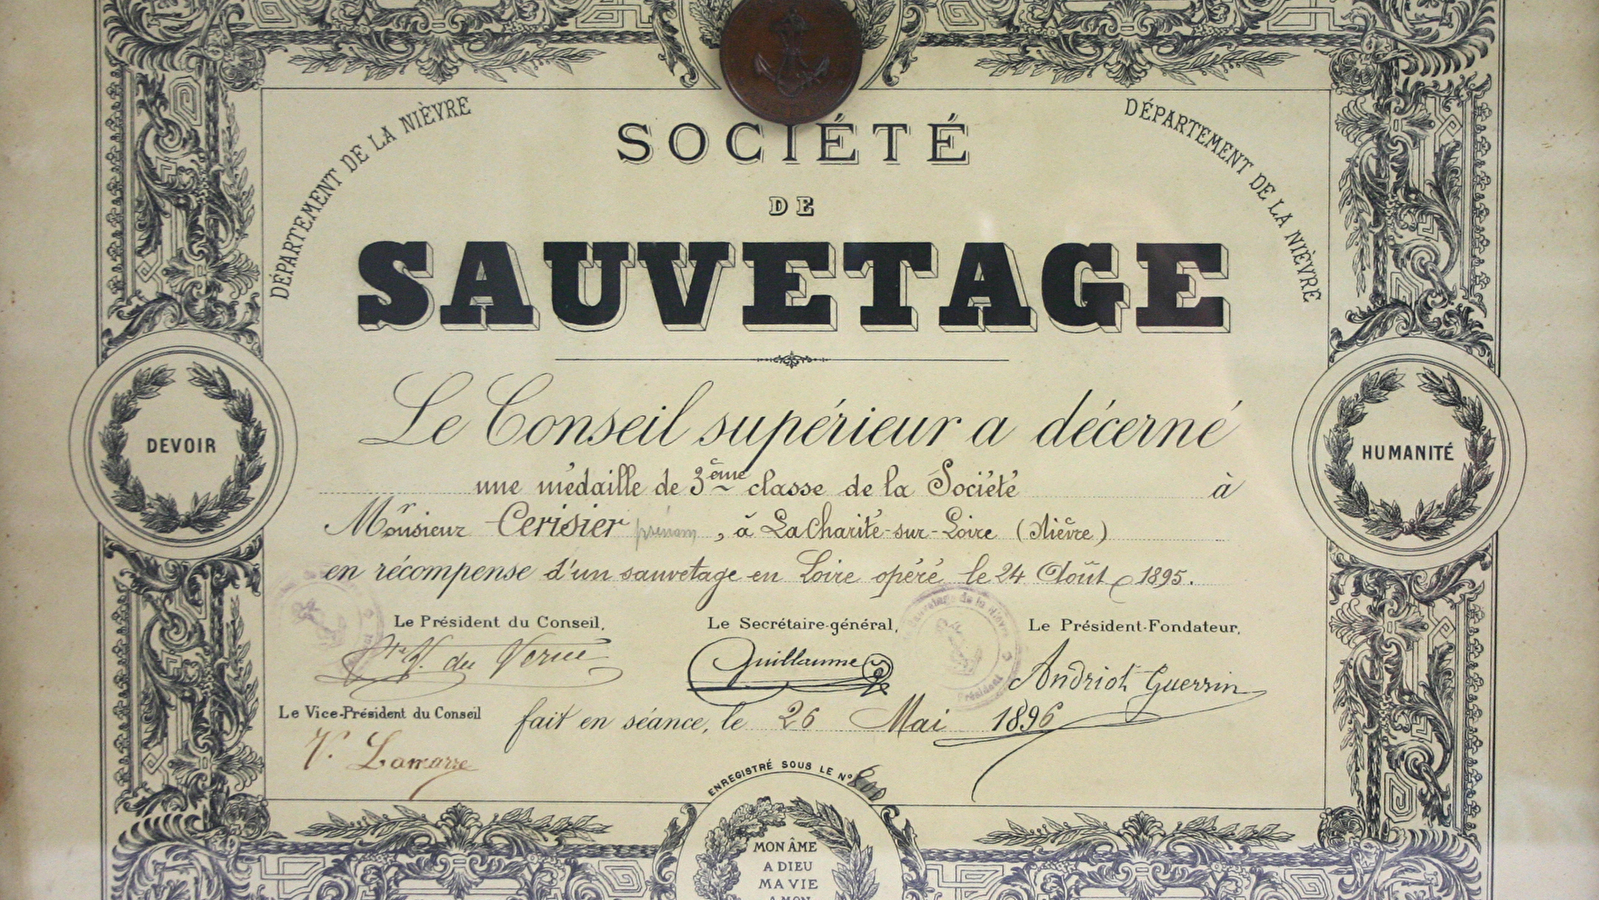 DÉPARTEMENT DE LA NIÈVRE
DÉPARTEMENT DE LA NIÈVRE
SOCIÉTÉ
DE
SAUVETAGE
DEVOIR
HUMANITÉ
Le Conseil supérieur a décerné
une médaille de 3ème classe de la Société à
Monsieur Cerisier prénom, à La Charité-sur-Loire (Nièvre)
en récompense d'un sauvetage en Loire opéré le 24 Août 1895.
Le Président du Conseil, Le Secrétaire-général, Le Président-Fondateur,
du Verne Guillaume Andriot Guerrin
Le Vice-Président du Conseil
fait en séance, le 26 Mai 1896
V. Lamarre
ENREGISTRÉ SOUS LE N° 800
MON ÂME
A DIEU
MA VIE
A MON